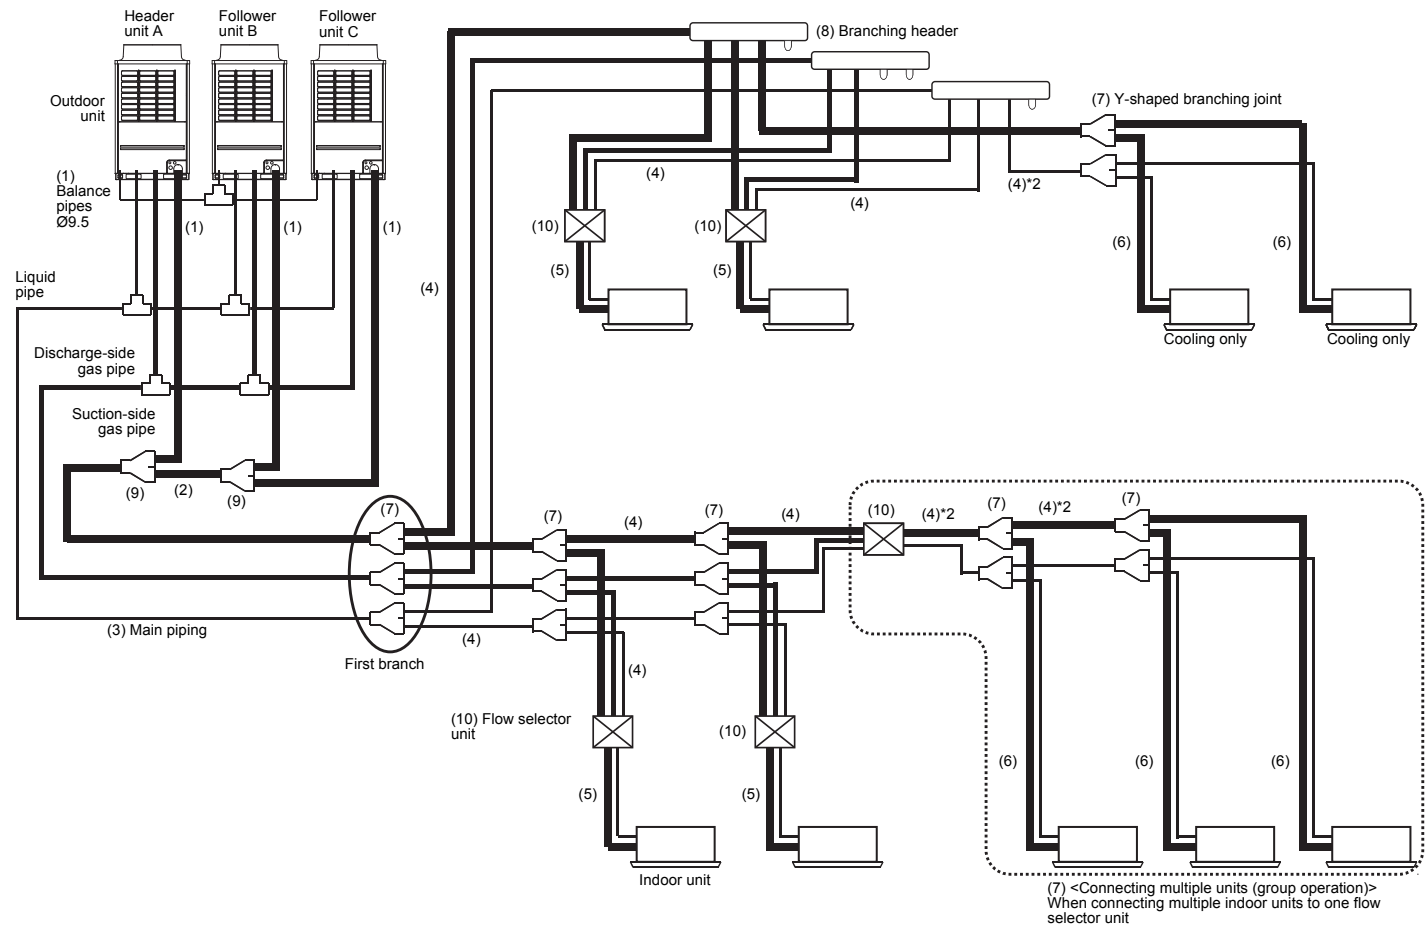 Header
unit A
Follower
unit B
Follower
unit C
(8) Branching header
Outdoor
unit
(7) Y-shaped branching joint
(1)
Balance
pipes
Ø9.5
(1)
(1)
(1)
(4)
(4)
(4)*2
(10)
(10)
(6)
(6)
(5)
(5)
Liquid
pipe
(4)
Cooling only
Cooling only
Discharge-side
gas pipe
Suction-side
gas pipe
(9)
(2)
(9)
(7)
(7)
(4)
(7)
(4)
(10)
(4)*2
(7)
(4)*2
(7)
(3) Main piping
(4)
First branch
(4)
(10) Flow selector
unit
(10)
(5)
(5)
(6)
(6)
(6)
Indoor unit
(7) <Connecting multiple units (group operation)>
When connecting multiple indoor units to one flow
selector unit